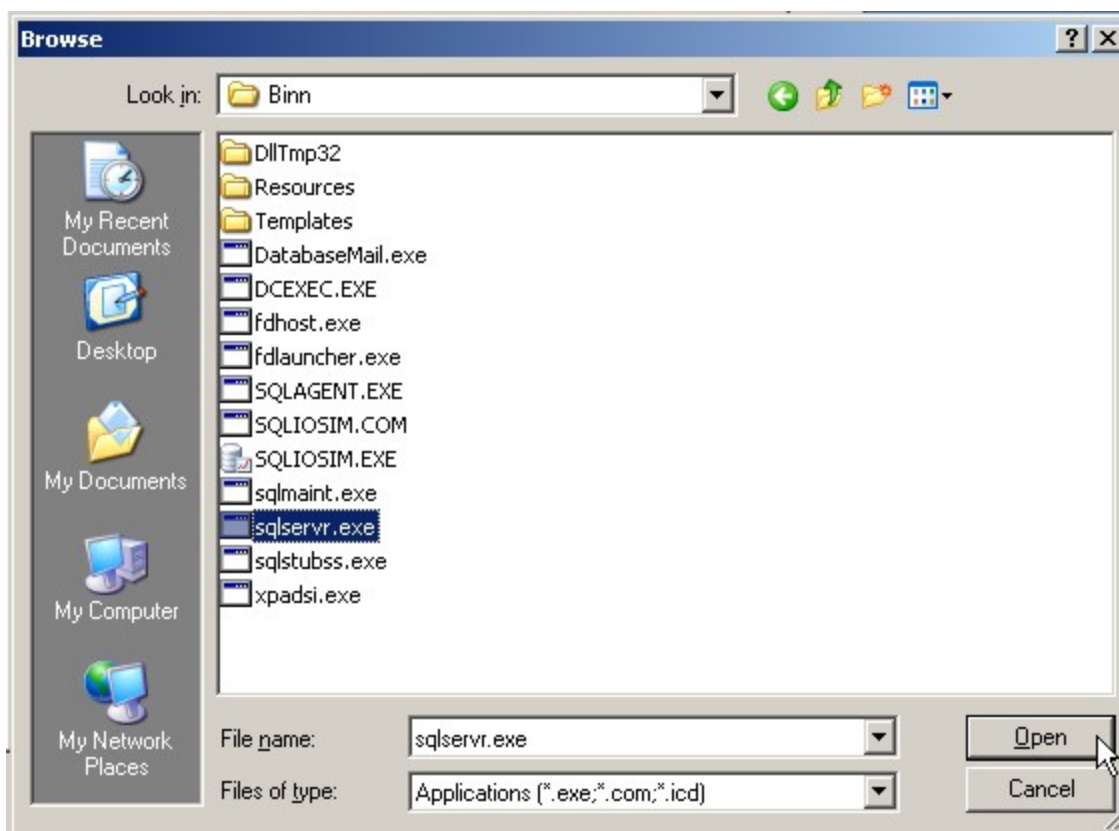 Browse
Look in:
Binn
My Recent
Documents
Desktop
My Documents
My Computer
My Network
Places
DllTmp32
Resources
Templates
DatabaseMail.exe
DCEXEC.EXE
fdhost.exe
fdlauncher.exe
SQLAGENT.EXE
SQLIOSIM.COM
SQLIOSIM.EXE
sqlmaint.exe
sqlservr.exe
sqlstubss.exe
xpadsi.exe
File name:
sqlservr.exe
Open
Files of type:
Applications (*.exe;*.com;*.icd)
Cancel